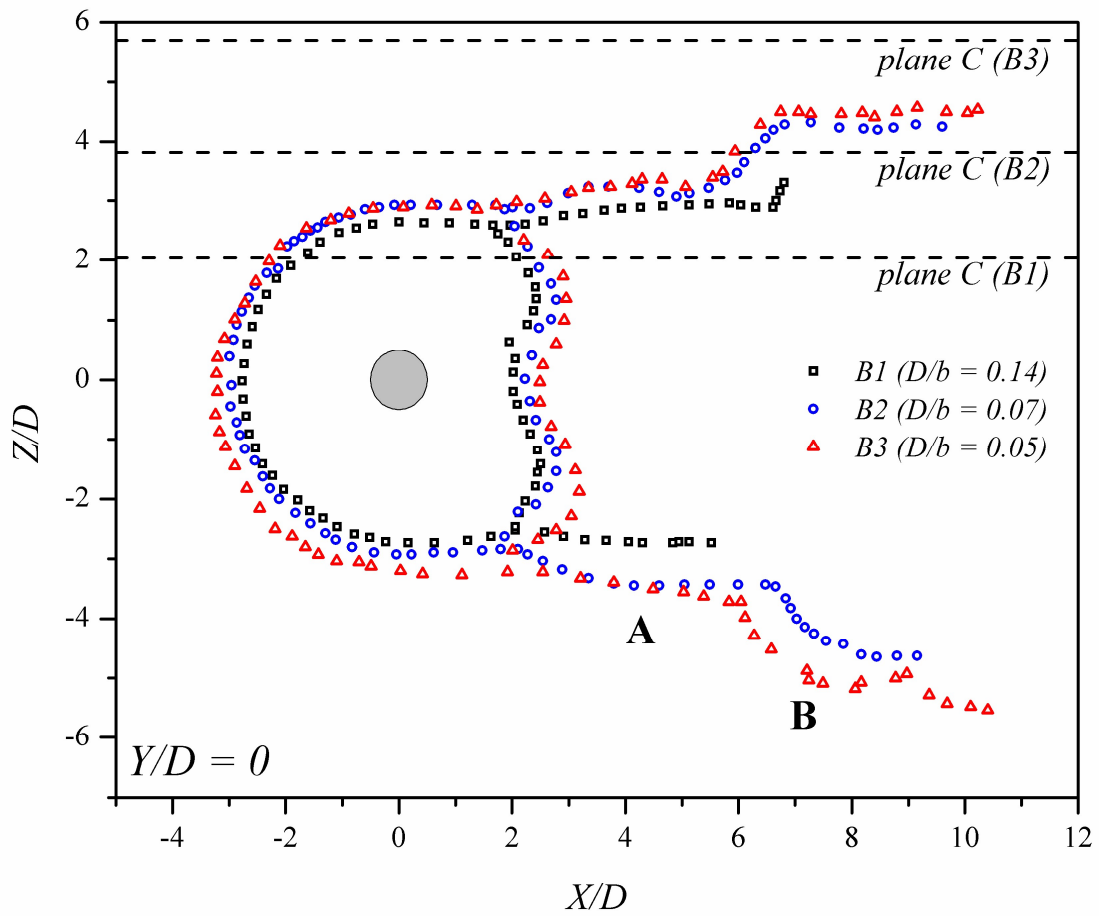 6
plane C (B3)
4
plane C (B2)
2
plane C (B1)
B1 (D/b = 0.14)
0
B2 (D/b = 0.07)
Z/D
B3 (D/b = 0.05)
-2
-4
A
B
-6
Y/D = 0
-4 -2 0 2 4 6 8 10 12
X/D